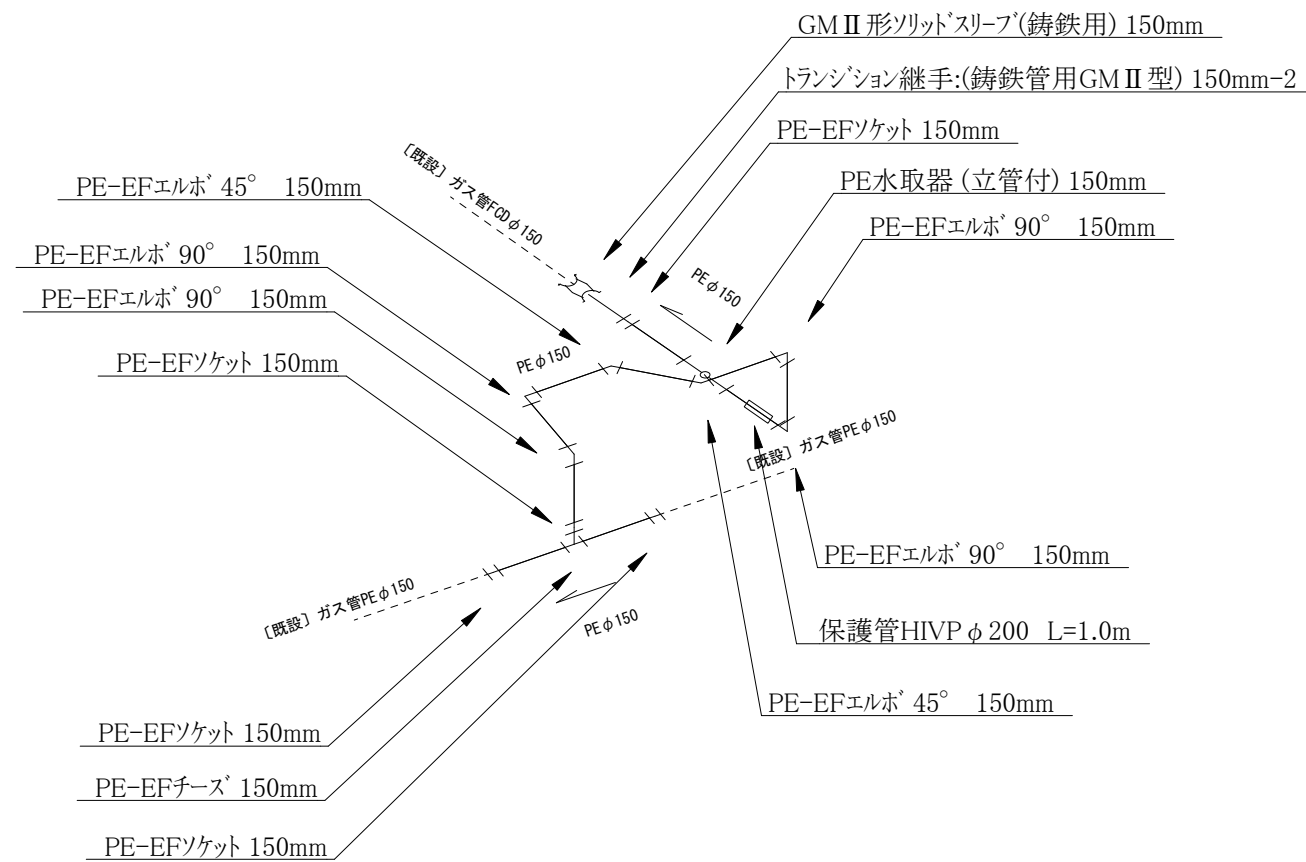 GMⅡ形ソリッドスリーブ(鋳鉄用) 150mm
トランジション継手:(鋳鉄管用GMⅡ型) 150mm-2
PE-EFソケット 150mm
〔既設〕ガス管FCDφ150
PE-EFエルボ 45° 150mm
PE水取器 (立管付) 150mm
PE-EFエルボ 90° 150mm
PE-EFエルボ 90° 150mm
PEφ150
PE-EFエルボ 90° 150mm
PE-EFソケット 150mm
PEφ150
〔既設〕ガス管PEφ150
PE-EFエルボ 90° 150mm
〔既設〕ガス管PEφ150
PEφ150
保護管HIVPφ200 L=1.0m
PE-EFエルボ 45° 150mm
PE-EFソケット 150mm
PE-EFチーズ 150mm
PE-EFソケット 150mm